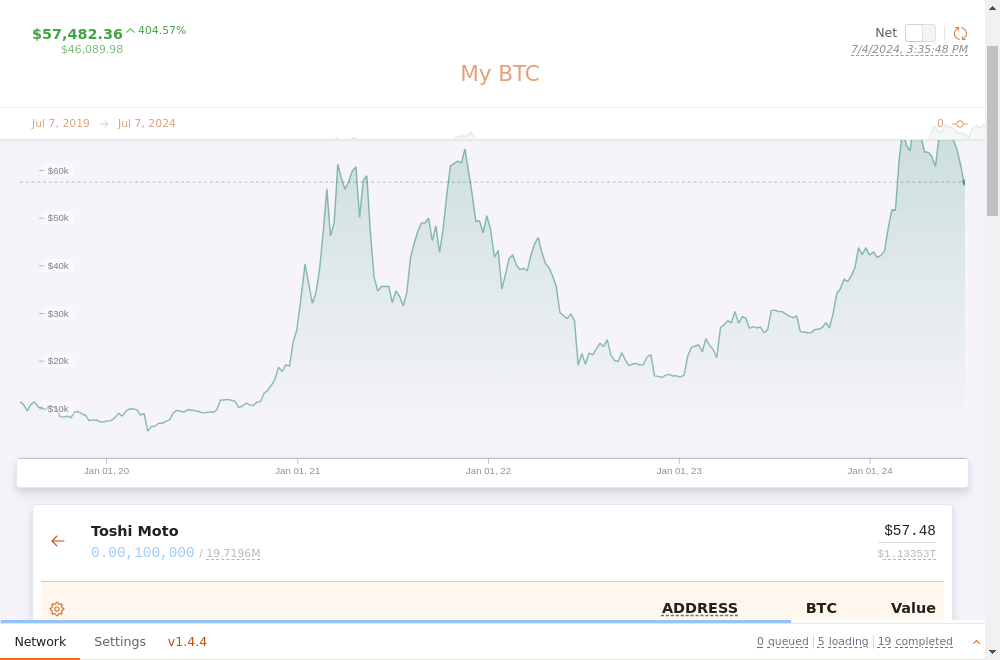 $57,482.36 404.57%
$46,089.98
Net
7/4/2024, 3:35:48 PM
My BTC
Jul 7, 2019 → Jul 7, 2024
0
$60k
$50k
$40k
$30k
$20k
$10k
Jan 01, 20 Jan 01, 21 Jan 01, 22 Jan 01, 23 Jan 01, 24
Toshi Moto $57.48
0.00,100,000 / 19.7196M $1.13353T
ADDRESS BTC Value
Network Settings v1.4.4 0 queued 5 loading 19 completed